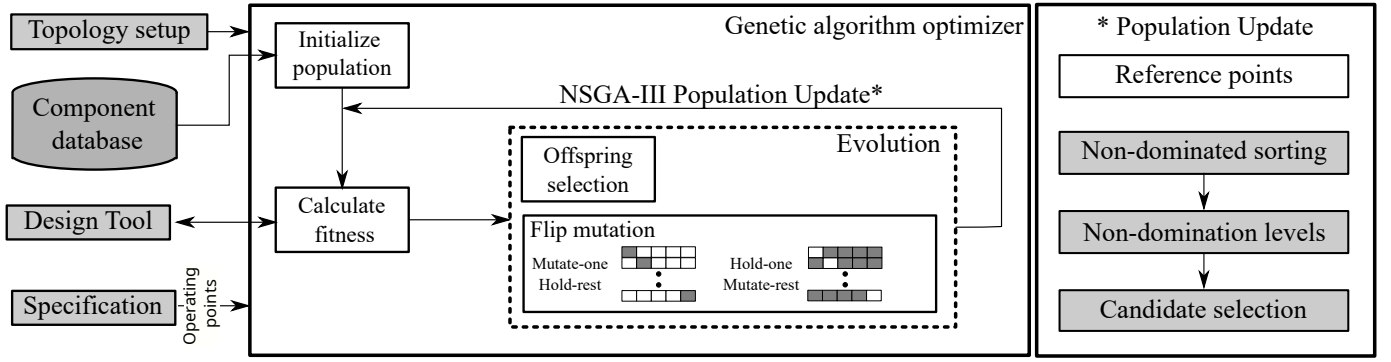 Topology setup
Component
database
Design Tool
Specification
Operating
points
Genetic algorithm optimizer
Initialize
population
NSGA-III Population Update*
Calculate
fitness
Evolution
Offspring
selection
Flip mutation
Mutate-one
Hold-rest
Hold-one
Mutate-rest
* Population Update
Reference points
Non-dominated sorting
Non-domination levels
Candidate selection